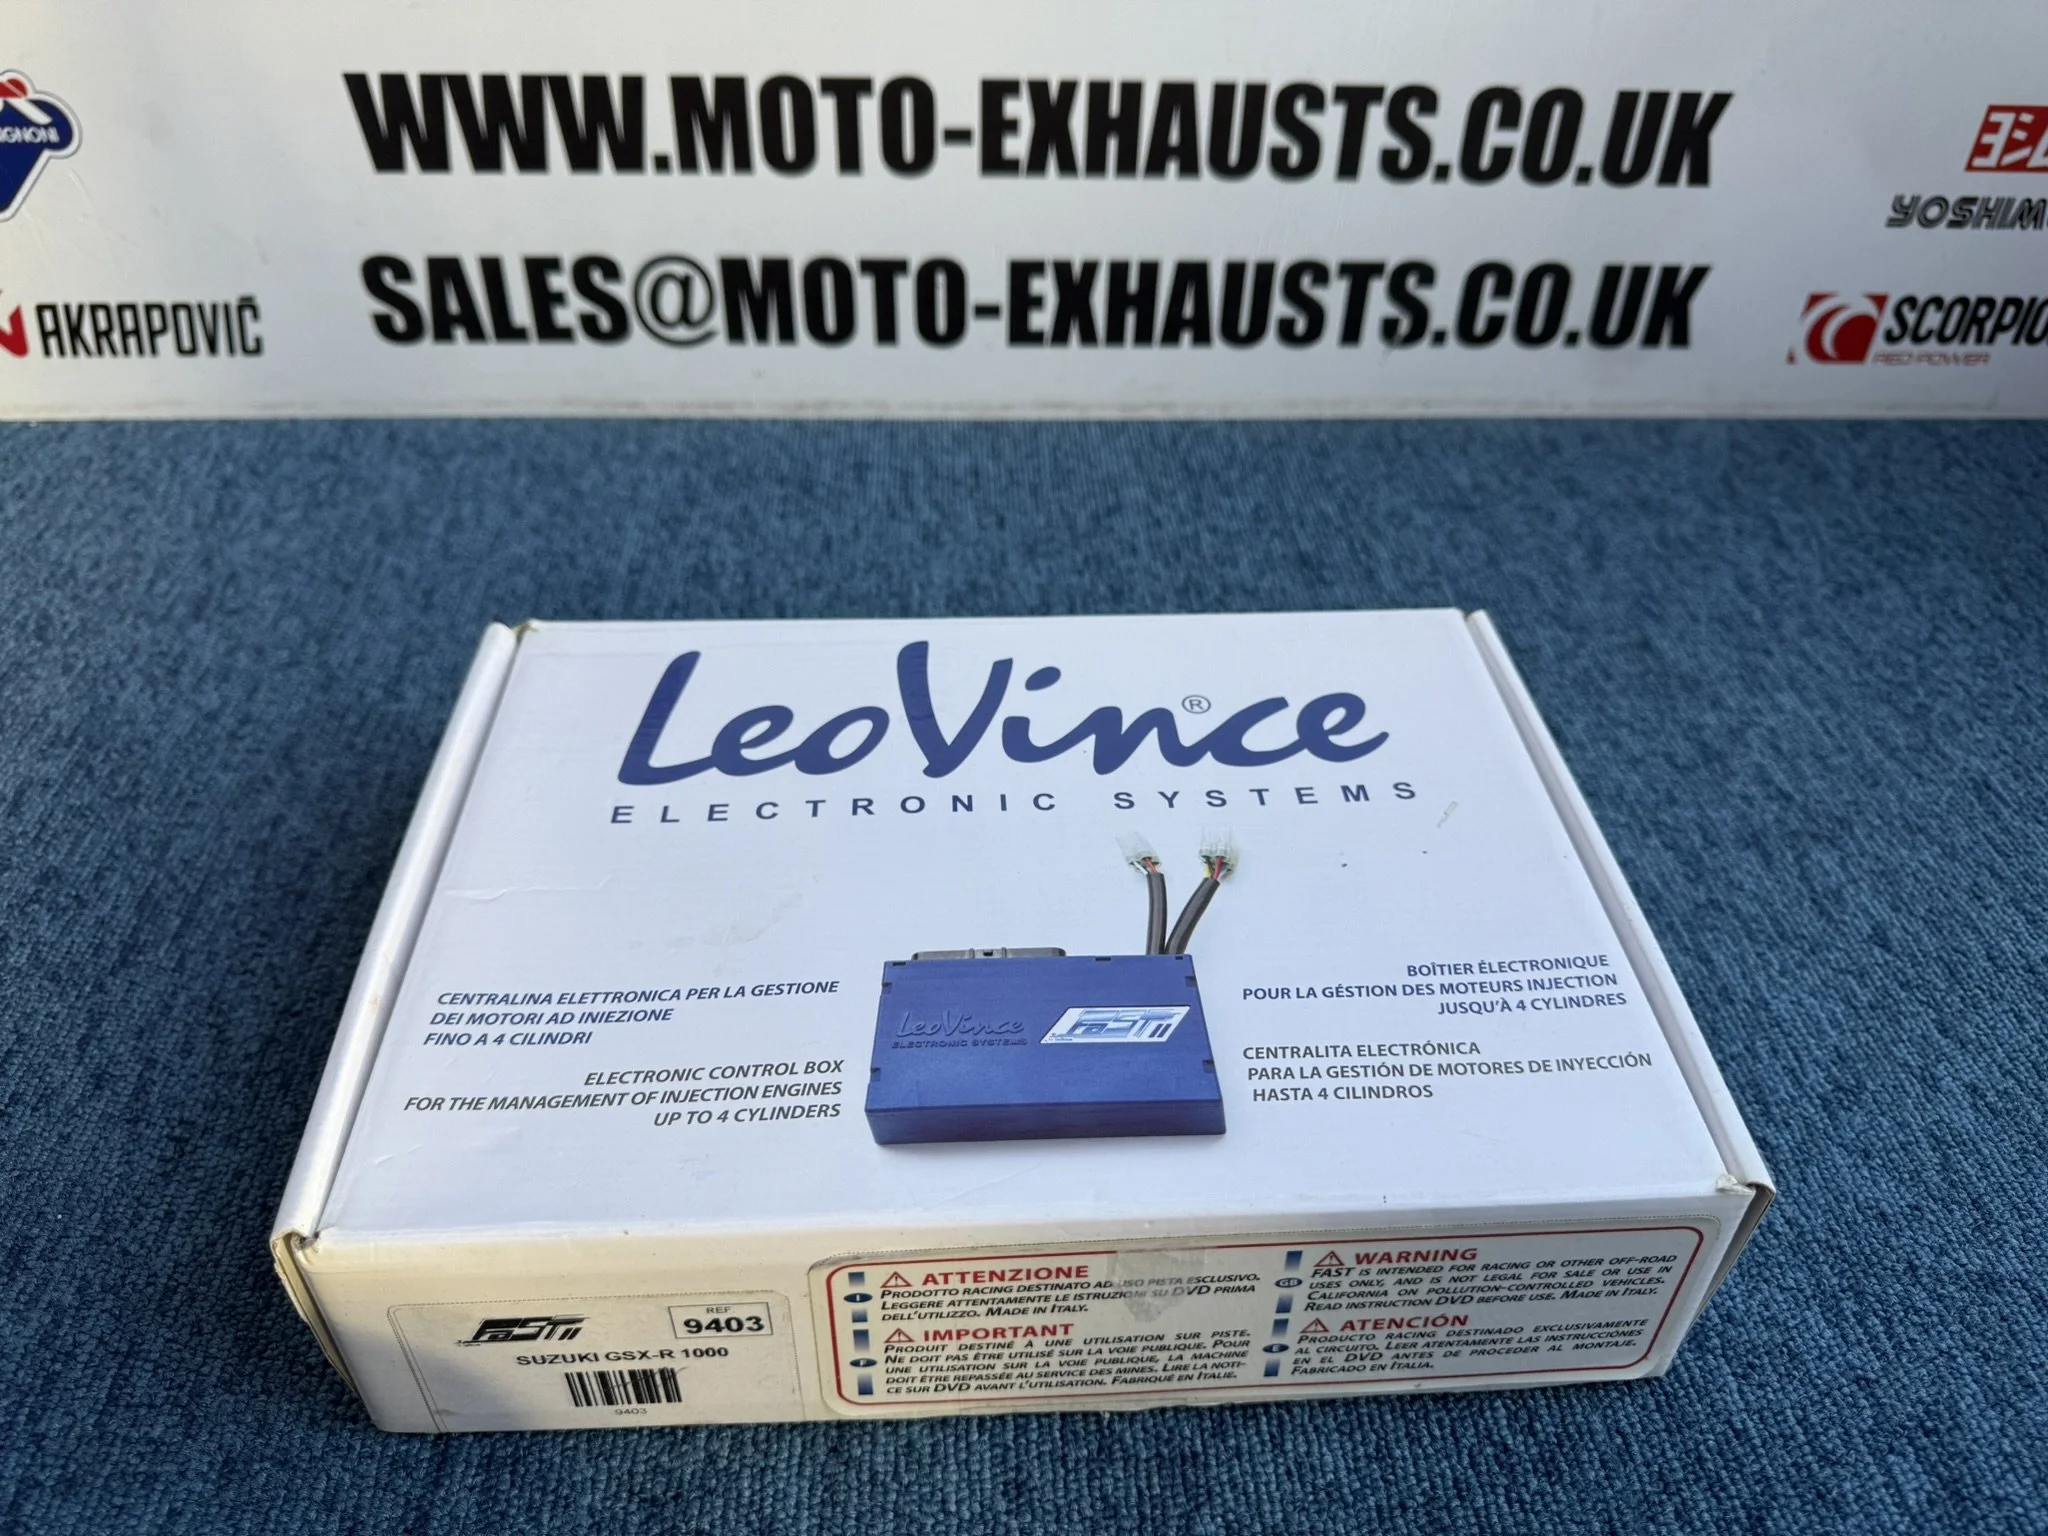 WWW.MOTO-EXHAUSTS.CO.UK
SALES@MOTO-EXHAUSTS.CO.UK
AKRAPOVIČ
RED POWER
LeoVince®
ELECTRONIC SYSTEMS
CENTRALINA ELETTRONICA PER LA GESTIONE
DEI MOTORI AD INIEZIONE
FINO A 4 CILINDRI
ELECTRONIC CONTROL BOX
FOR THE MANAGEMENT OF INJECTION ENGINES
UP TO 4 CYLINDERS
LeoVince
ELECTRONIC SYSTEMS
FaST II
BOÎTIER ÉLECTRONIQUE
POUR LA GÉSTION DES MOTEURS INJECTION
JUSQU'À 4 CYLINDRES
CENTRALITA ELECTRÓNICA
PARA LA GESTIÓN DE MOTORES DE INYECCIÓN
HASTA 4 CILINDROS
FaST II
REF.
9403
SUZUKI GSX-R 1000
9403
I
ATTENZIONE
PRODOTTO RACING DESTINATO AD USO PISTA ESCLUSIVO.
LEGGERE ATTENTAMENTE LE ISTRUZIONI SU DVD PRIMA
DELL'UTILIZZO. MADE IN ITALY.
F
IMPORTANT
PRODUIT DESTINÉ À UNE UTILISATION SUR PISTE.
NE DOIT PAS ÊTRE UTILISÉ SUR LA VOIE PUBLIQUE. POUR
UNE UTILISATION SUR LA VOIE PUBLIQUE, LA MACHINE
DOIT ÊTRE REPASSÉE AU SERVICE DES MINES. LIRE LA NOTI-
CE SUR DVD AVANT L'UTILISATION. FABRIQUÉ EN ITALIE.
GB
WARNING
FAST IS INTENDED FOR RACING OR OTHER OFF-ROAD
USES ONLY, AND IS NOT LEGAL FOR SALE OR USE IN
CALIFORNIA ON POLLUTION-CONTROLLED VEHICLES.
READ INSTRUCTION DVD BEFORE USE. MADE IN ITALY.
E
ATENCIÓN
PRODUCTO RACING DESTINADO EXCLUSIVAMENTE
AL CIRCUITO. LEER ATENTAMENTE LAS INSTRUCCIÓNES
EN EL DVD ANTES DE PROCEDER AL MONTAJE.
FABRICADO EN ITALIA.